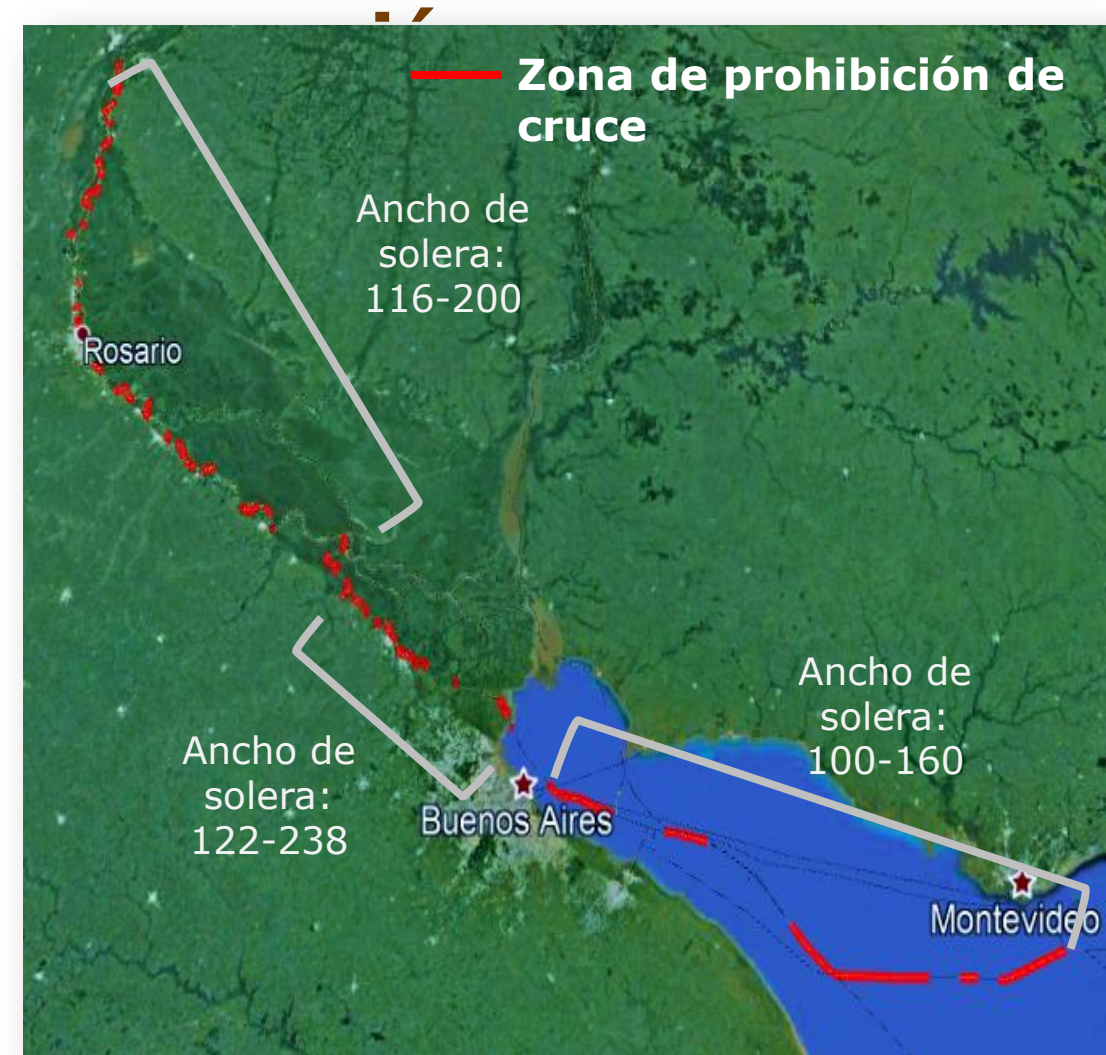 Zona de prohibición de
cruce
Ancho de
solera:
116-200
Rosario
Ancho de
solera:
100-160
Ancho de
solera:
122-238
Buenos Aires
Montevideo